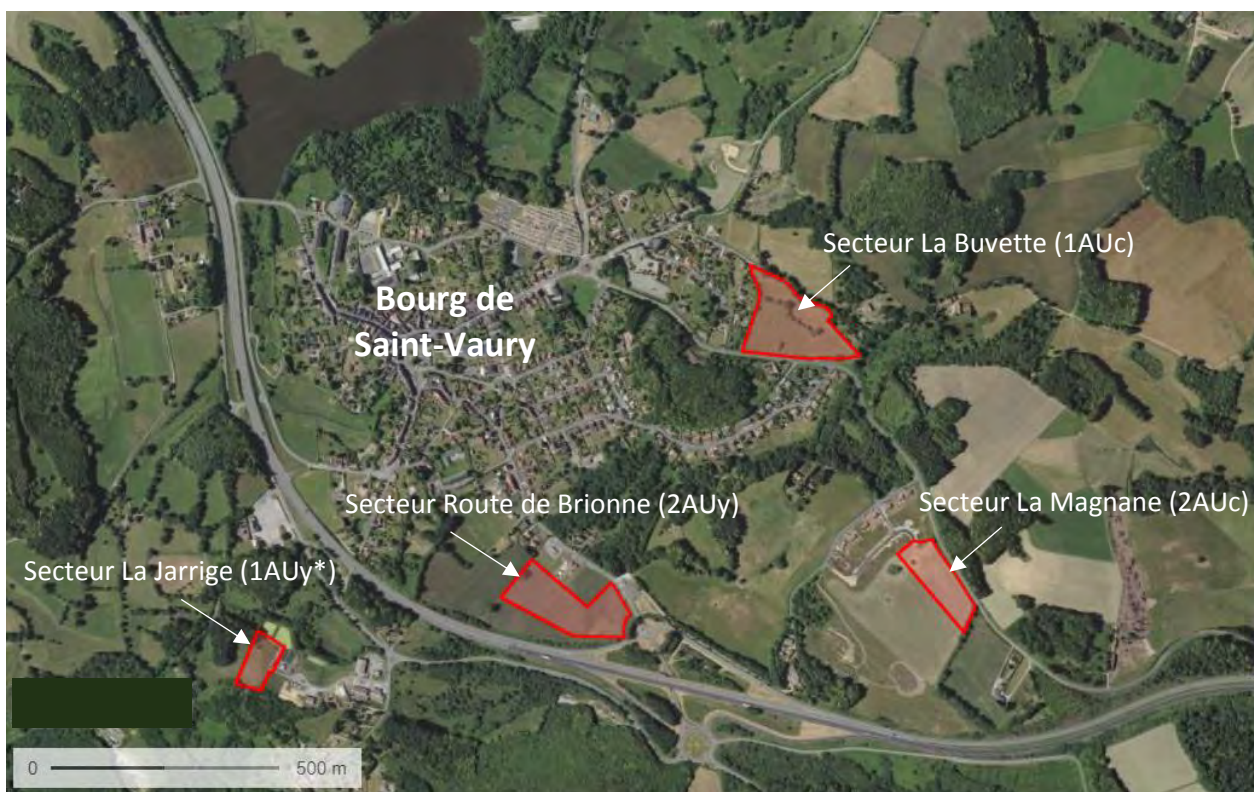 Secteur La Buvette (1AUc)
Bourg de
Saint-Vaury
Secteur Route de Brionne (2AUy)
Secteur La Magnane (2AUc)
Secteur La Jarrige (1AUy*)
0 500 m